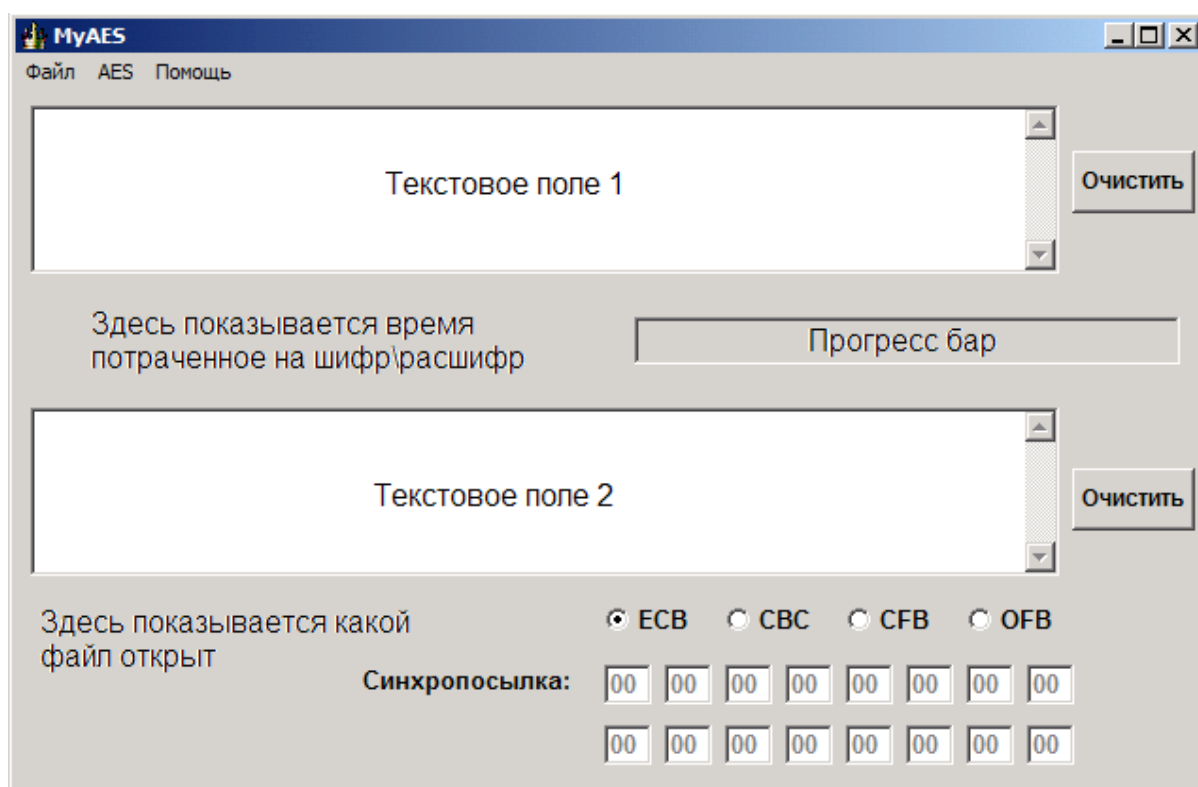 MyAES
Файл AES Помощь
Текстовое поле 1
Очистить
Здесь показывается время
потраченное на шифр\расшифр
Прогресс бар
Текстовое поле 2
Очистить
Здесь показывается какой
файл открыт
ECB CBC CFB OFB
Синхропосылка: 00 00 00 00 00 00 00 00
00 00 00 00 00 00 00 00